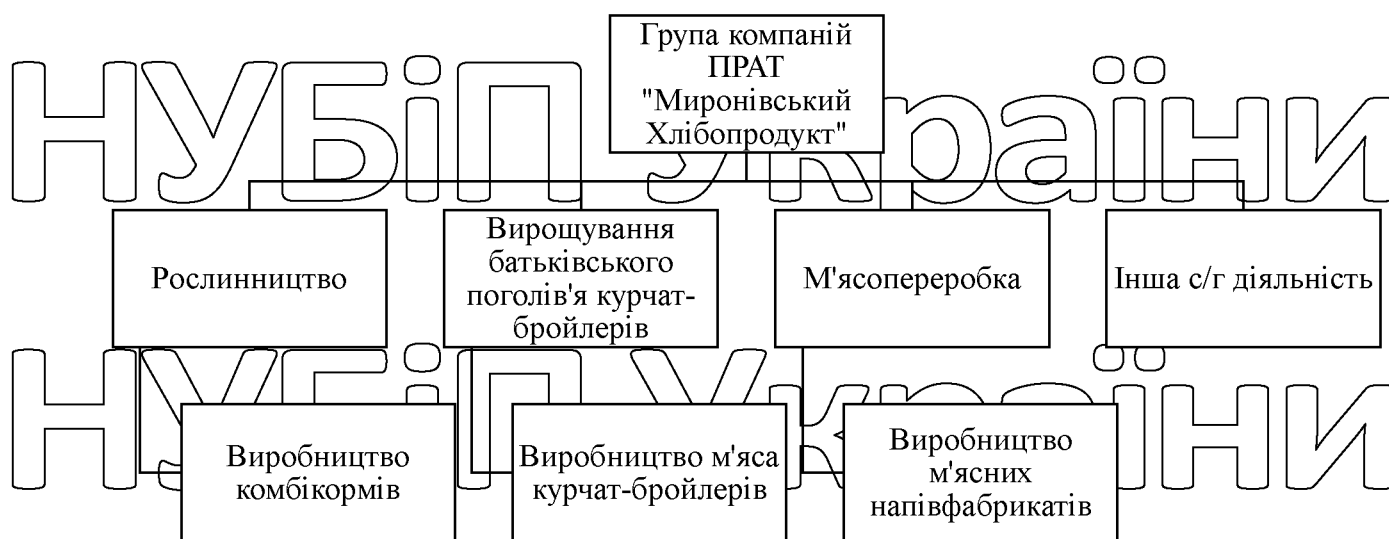 Група компаній
ПРАТ
"Миронівський
Хлібопродукт"
НУБіП України
Рослинництво
Вирощування
батьківського
поголів'я курчат-
бройлерів
М'ясопереробка
Інша с/г діяльність
НУБіП України
Виробництво
комбікормів
Виробництво м'яса
курчат-бройлерів
Виробництво
м'ясних
напівфабрикатів